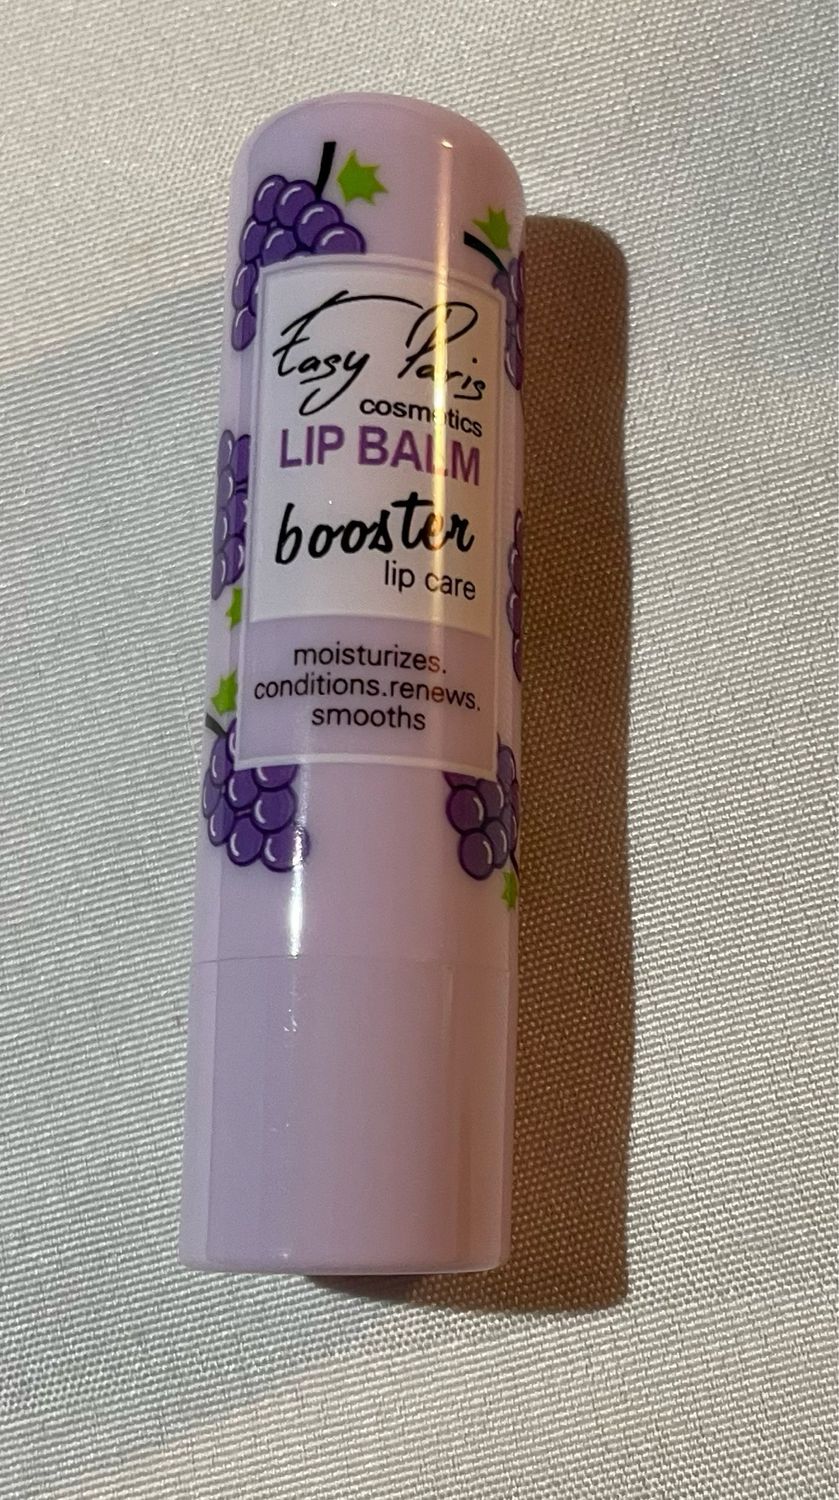 Easy Paris
cosmetics
LIP BALM
booster
lip care
moisturizes.
conditions.renews.
smooths